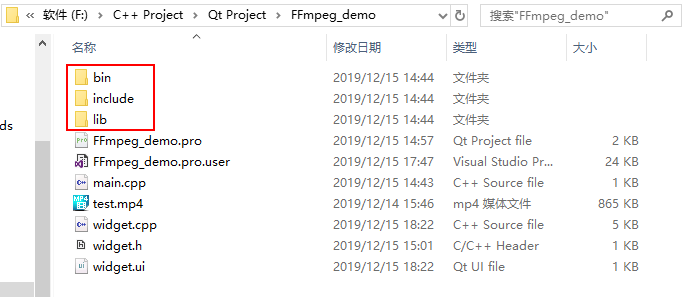 软件 (F:) > C++ Project > Qt Project > FFmpeg_demo
搜索"FFmpeg_demo"
名称 修改日期 类型 大小
bin 2019/12/15 14:44 文件夹
include 2019/12/15 14:44 文件夹
lib 2019/12/15 14:44 文件夹
ds
FFmpeg_demo.pro 2019/12/15 14:57 Qt Project file 2 KB
FFmpeg_demo.pro.user 2019/12/15 17:47 Visual Studio Pr... 24 KB
main.cpp 2019/12/15 14:43 C++ Source file 1 KB
MP4 test.mp4 2019/12/14 15:46 mp4 媒体文件 865 KB
widget.cpp 2019/12/15 18:22 C++ Source file 5 KB
widget.h 2019/12/15 15:01 C/C++ Header 1 KB
widget.ui 2019/12/15 18:22 Qt UI file 1 KB